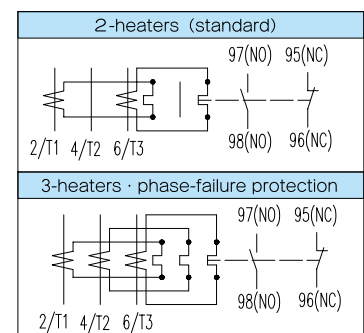 2-heaters (standard)
97(NO) 95(NC)
2/T1 4/T2 6/T3 98(NO) 96(NC)
3-heaters · phase-failure protection
97(NO) 95(NC)
2/T1 4/T2 6/T3 98(NO) 96(NC)